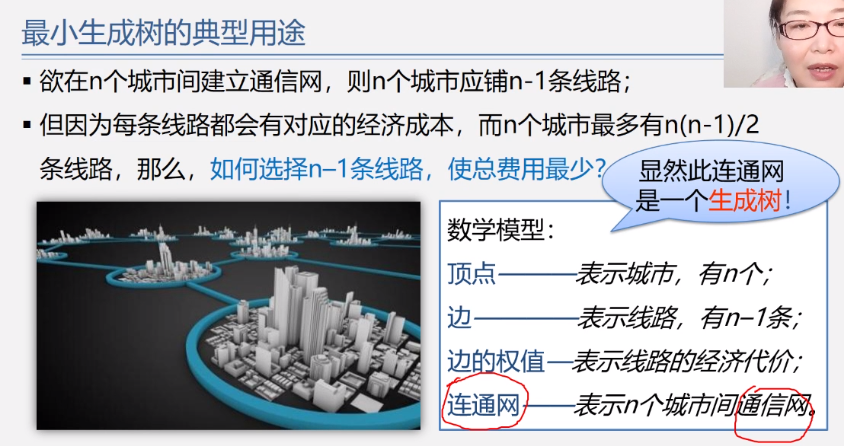 最小生成树的典型用途
▪ 欲在n个城市间建立通信网，则n个城市应铺n-1条线路；
▪ 但因为每条线路都会有对应的经济成本，而n个城市最多有n(n-1)/2
条线路，那么，如何选择n–1条线路，使总费用最少？
显然此连通网
是一个生成树！
数学模型：
顶点———表示城市，有n个；
边————表示线路，有n–1条；
边的权值—表示线路的经济代价；
连通网——表示n个城市间通信网。